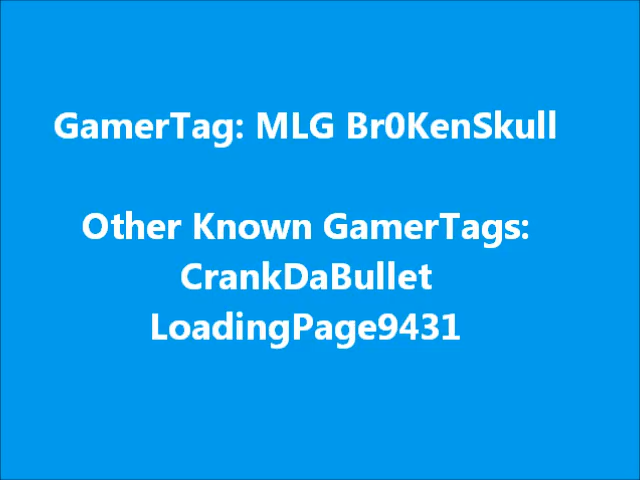 GamerTag: MLG Br0KenSkull
Other Known GamerTags:
CrankDaBullet
LoadingPage9431